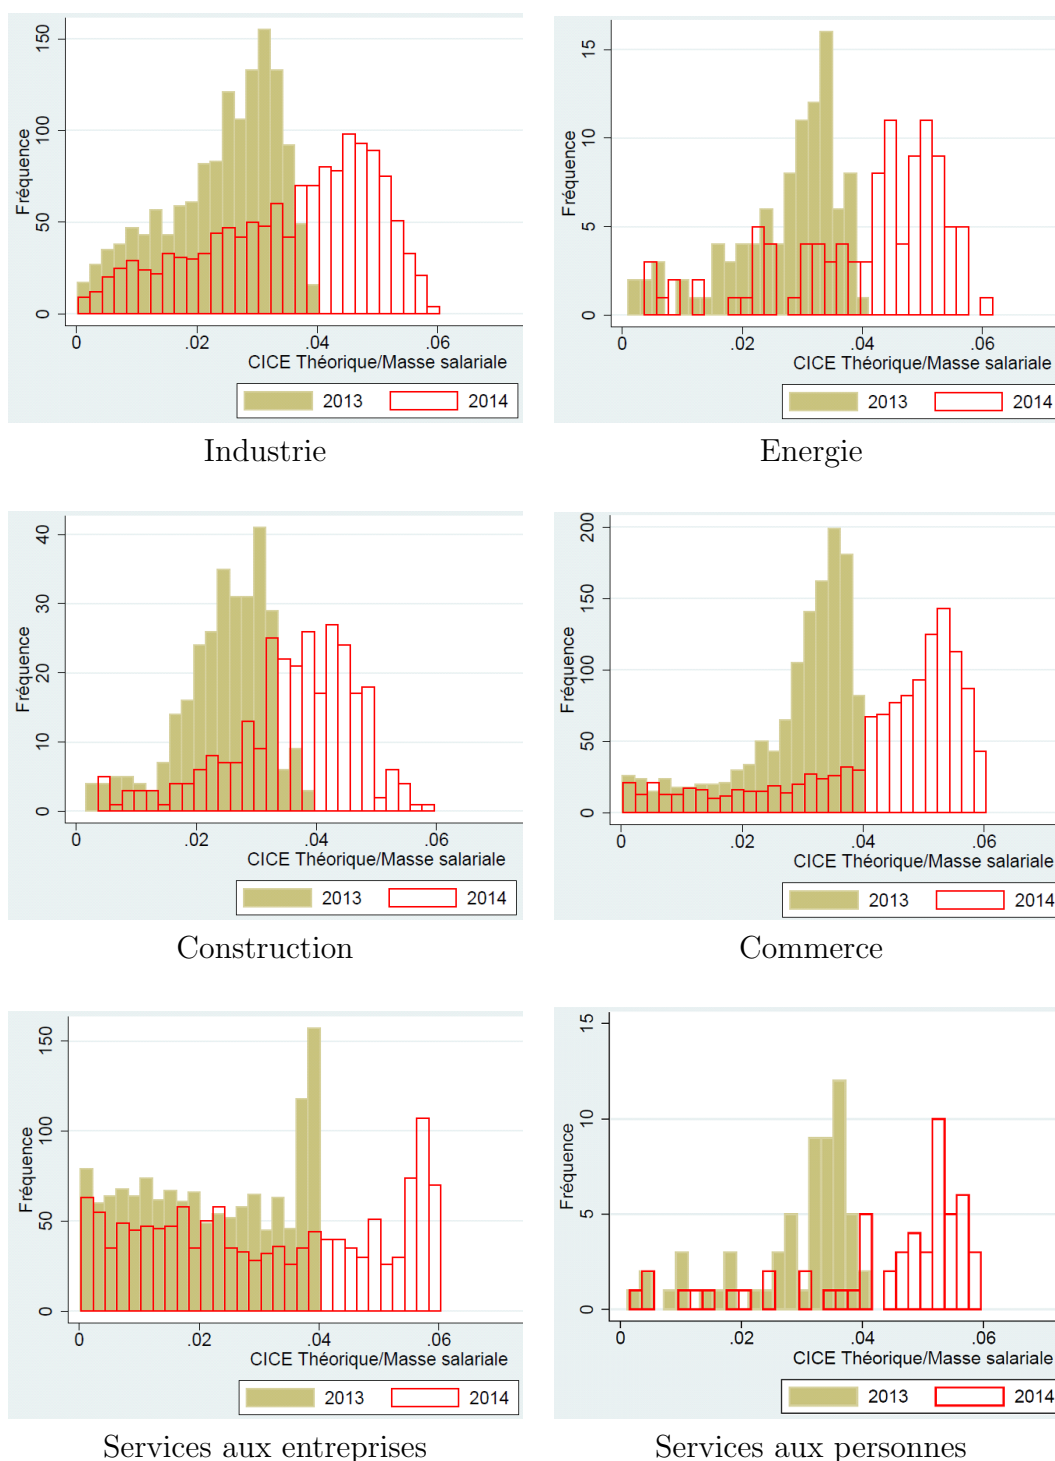 Fréquence
0 50 100 150
0 .02 .04 .06
CICE Théorique/Masse salariale
2013 2014
Industrie
Fréquence
0 5 10 15
0 .02 .04 .06
CICE Théorique/Masse salariale
2013 2014
Energie
Fréquence
0 10 20 30 40
0 .02 .04 .06
CICE Théorique/Masse salariale
2013 2014
Construction
Fréquence
0 50 100 150 200
0 .02 .04 .06
CICE Théorique/Masse salariale
2013 2014
Commerce
Fréquence
0 50 100 150
0 .02 .04 .06
CICE Théorique/Masse salariale
2013 2014
Services aux entreprises
Fréquence
0 5 10 15
0 .02 .04 .06
CICE Théorique/Masse salariale
2013 2014
Services aux personnes